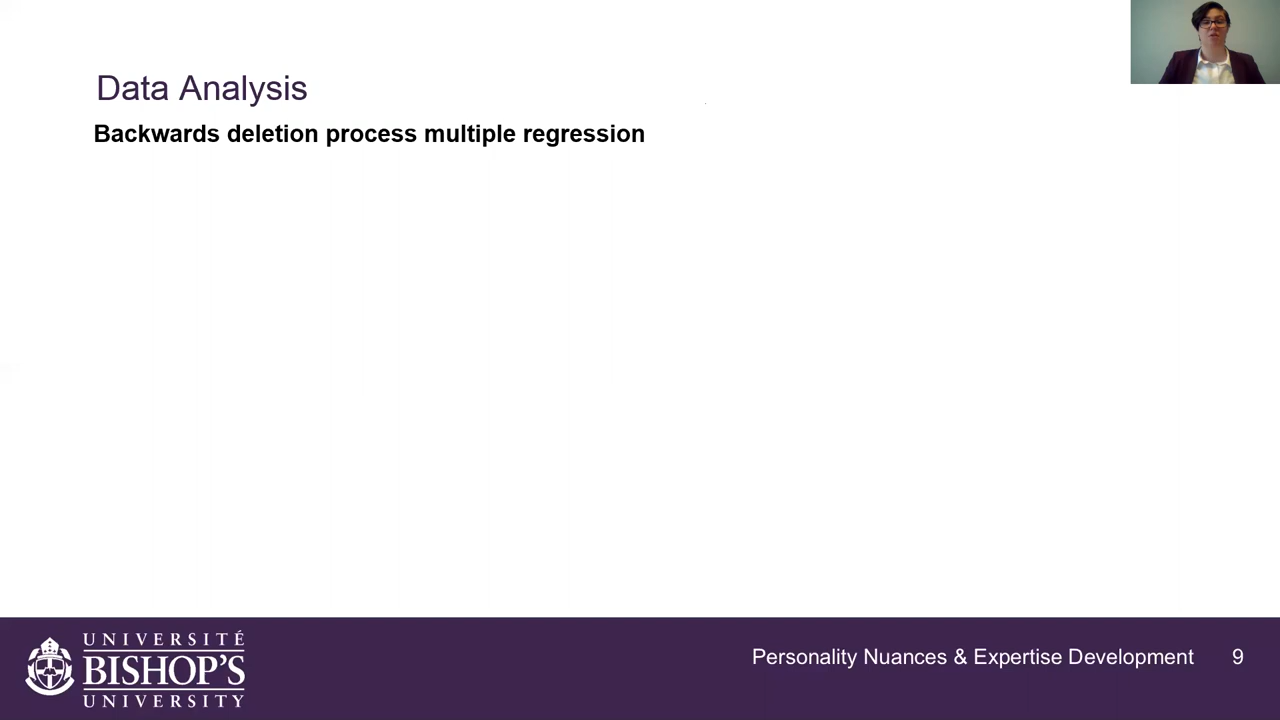 Data Analysis
Backwards deletion process multiple regression
UNIVERSITÉ
BISHOP'S
UNIVERSITY
Personality Nuances & Expertise Development 9